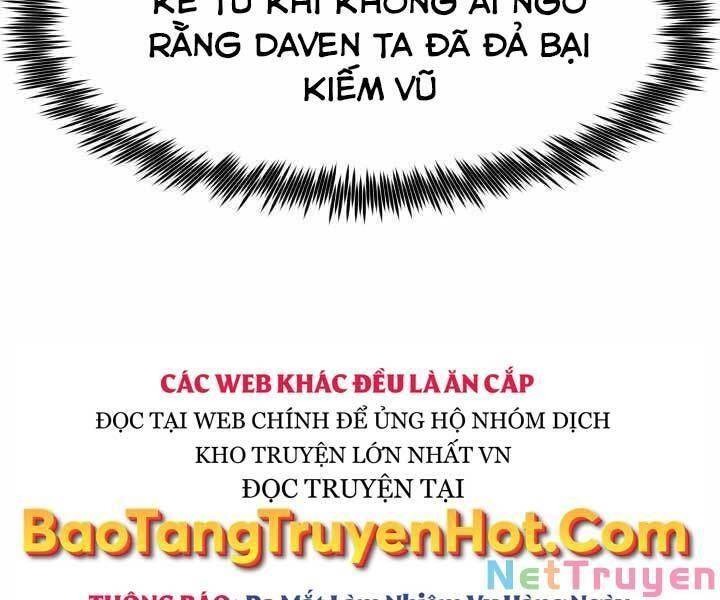 KỂ TỪ KHI KHÔNG AI NGỜ
RẰNG DAVEN TA ĐÃ ĐẢ BẠI
KIẾM VŨ
CÁC WEB KHÁC ĐỀU LÀ ĂN CẮP
ĐỌC TẠI WEB CHÍNH ĐỂ ỦNG HỘ NHÓM DỊCH
KHO TRUYỆN LỚN NHẤT VN
ĐỌC TRUYỆN TẠI
BaoTangTruyenHot.Com
NetTruyen
THÔNG BÁO: Ra Mắt Làm Nhiệm Vụ Hàng Ngày